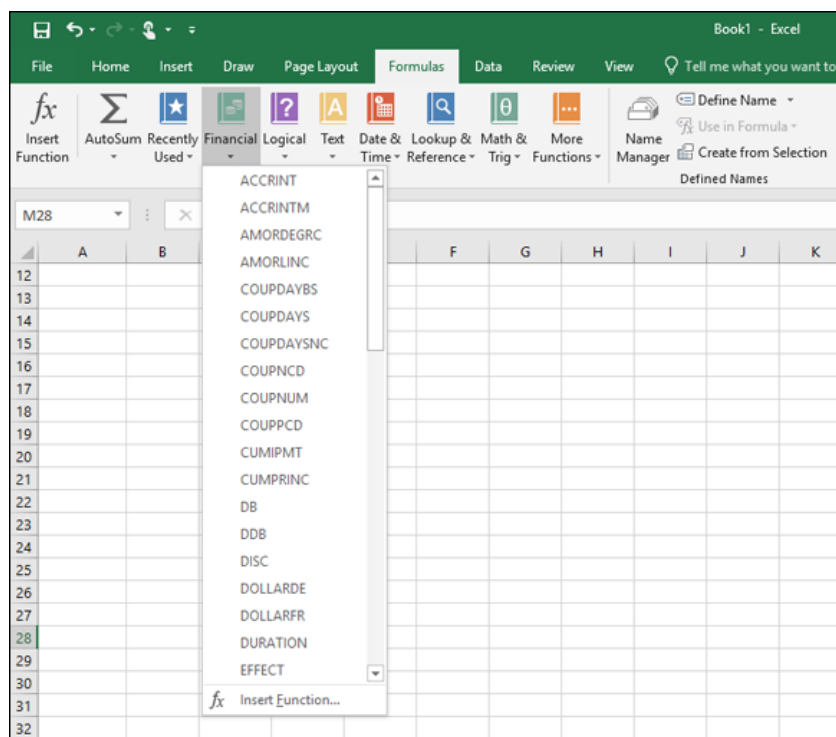 Book1 - Excel
File Home Insert Draw Page Layout Formulas Data Review View Tell me what you want to
fx Σ ? A θ ...
Insert Function
AutoSum
Recently Used
Financial
Logical
Text
Date & Time
Lookup & Reference
Math & Trig
More Functions
Name Manager
Define Name
Use in Formula
Create from Selection
Defined Names
M28
A B F G H I J K
ACCRINT
ACCRINTM
AMORDEGRC
AMORLINC
COUPDAYBS
COUPDAYS
COUPDAYSNC
COUPNCD
COUPNUM
COUPPCD
CUMIPMT
CUMPRINC
DB
DDB
DISC
DOLLARDE
DOLLARFR
DURATION
EFFECT
fx Insert Function...
12
13
14
15
16
17
18
19
20
21
22
23
24
25
26
27
28
29
30
31
32